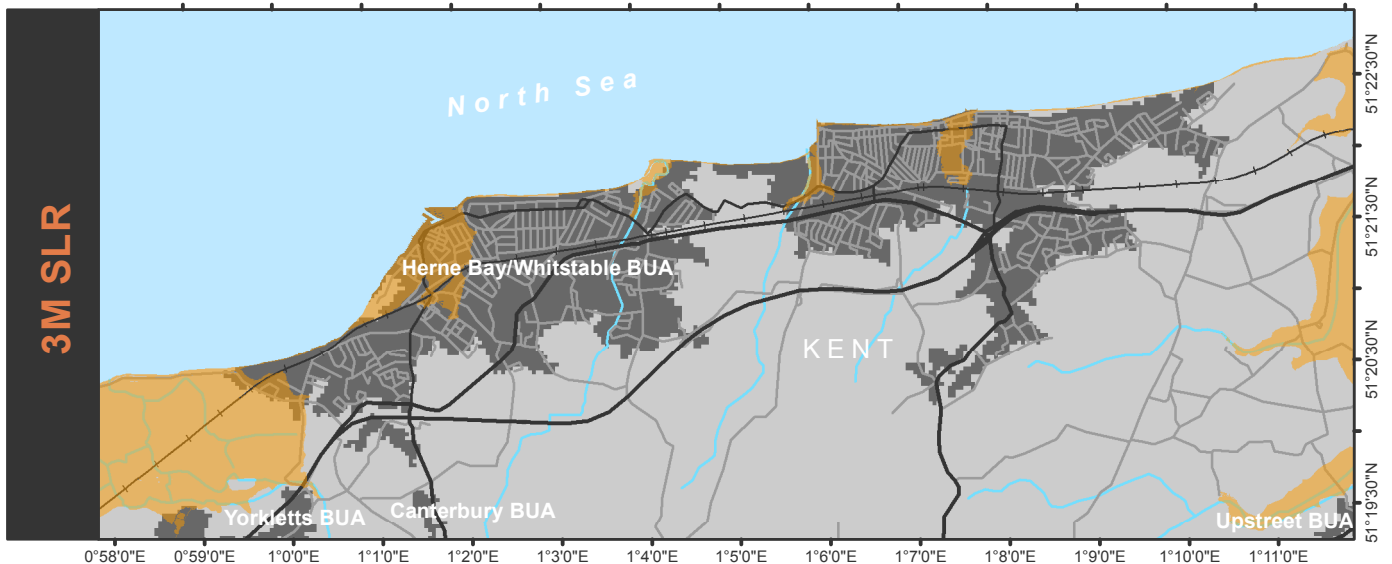 3M SLR
North Sea
Herne Bay/Whitstable BUA
KENT
Yorkletts BUA
Canterbury BUA
Upstreet BUA
51°22'30"N
51°21'30"N
51°20'30"N
51°19'30"N
0°58'0"E 0°59'0"E 1°0'0"E 1°1'0"E 1°2'0"E 1°3'0"E 1°4'0"E 1°5'0"E 1°6'0"E 1°7'0"E 1°8'0"E 1°9'0"E 1°10'0"E 1°11'0"E